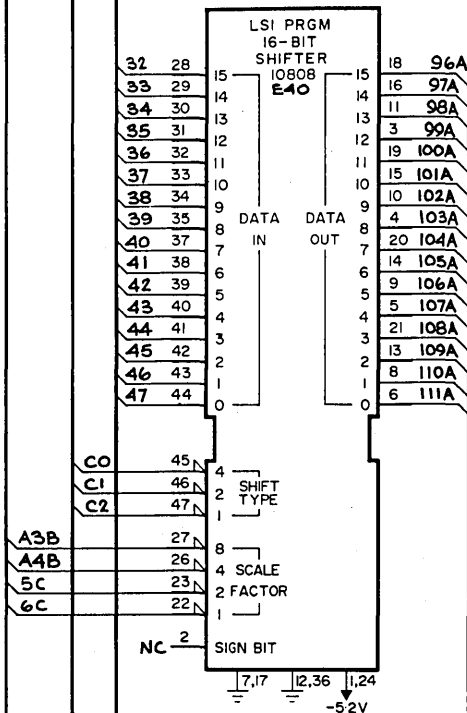 LSI PRGM
16-BIT
SHIFTER
10808
E40
32 28 15 15 18 96A
33 29 14 14 16 97A
34 30 13 13 11 98A
35 31 12 12 3 99A
36 32 11 11 19 100A
37 33 10 10 15 101A
38 34 9 9 10 102A
39 35 8 DATA DATA 8 4 103A
40 37 7 IN OUT 7 20 104A
41 38 6 6 14 105A
42 39 5 5 9 106A
43 40 4 4 5 107A
44 41 3 3 21 108A
45 42 2 2 13 109A
46 43 1 1 8 110A
47 44 0 0 6 111A
C0 45 4
C1 46 2 SHIFT
C2 47 1 TYPE
A3B 27 8
A4B 26 4 SCALE
5C 23 2 FACTOR
6C 22 1
NC 2 SIGN BIT
7,17 12,36 1,24
-5.2V